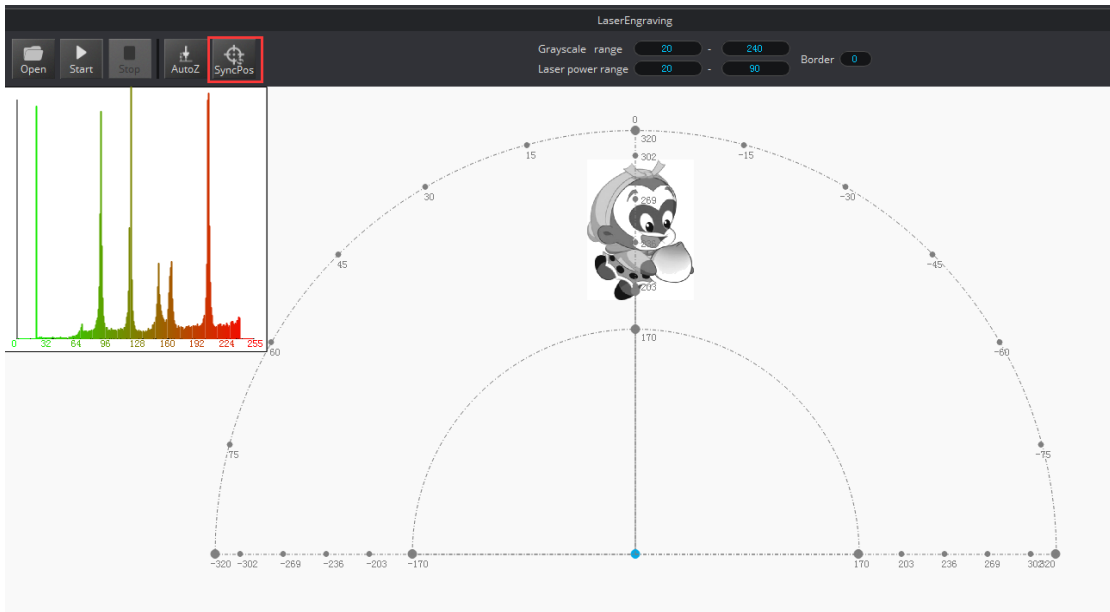 LaserEngraving
Open Start Stop AutoZ SyncPos
Grayscale range 20 - 240
Laser power range 20 - 90
Border 0
0 32 64 96 128 160 192 224 255
0
320
15 -15
302
30 -30
269
45 -45
203
170
60 -60
75 -75
-320 -302 -269 -236 -203 -170 170 203 236 269 302 320